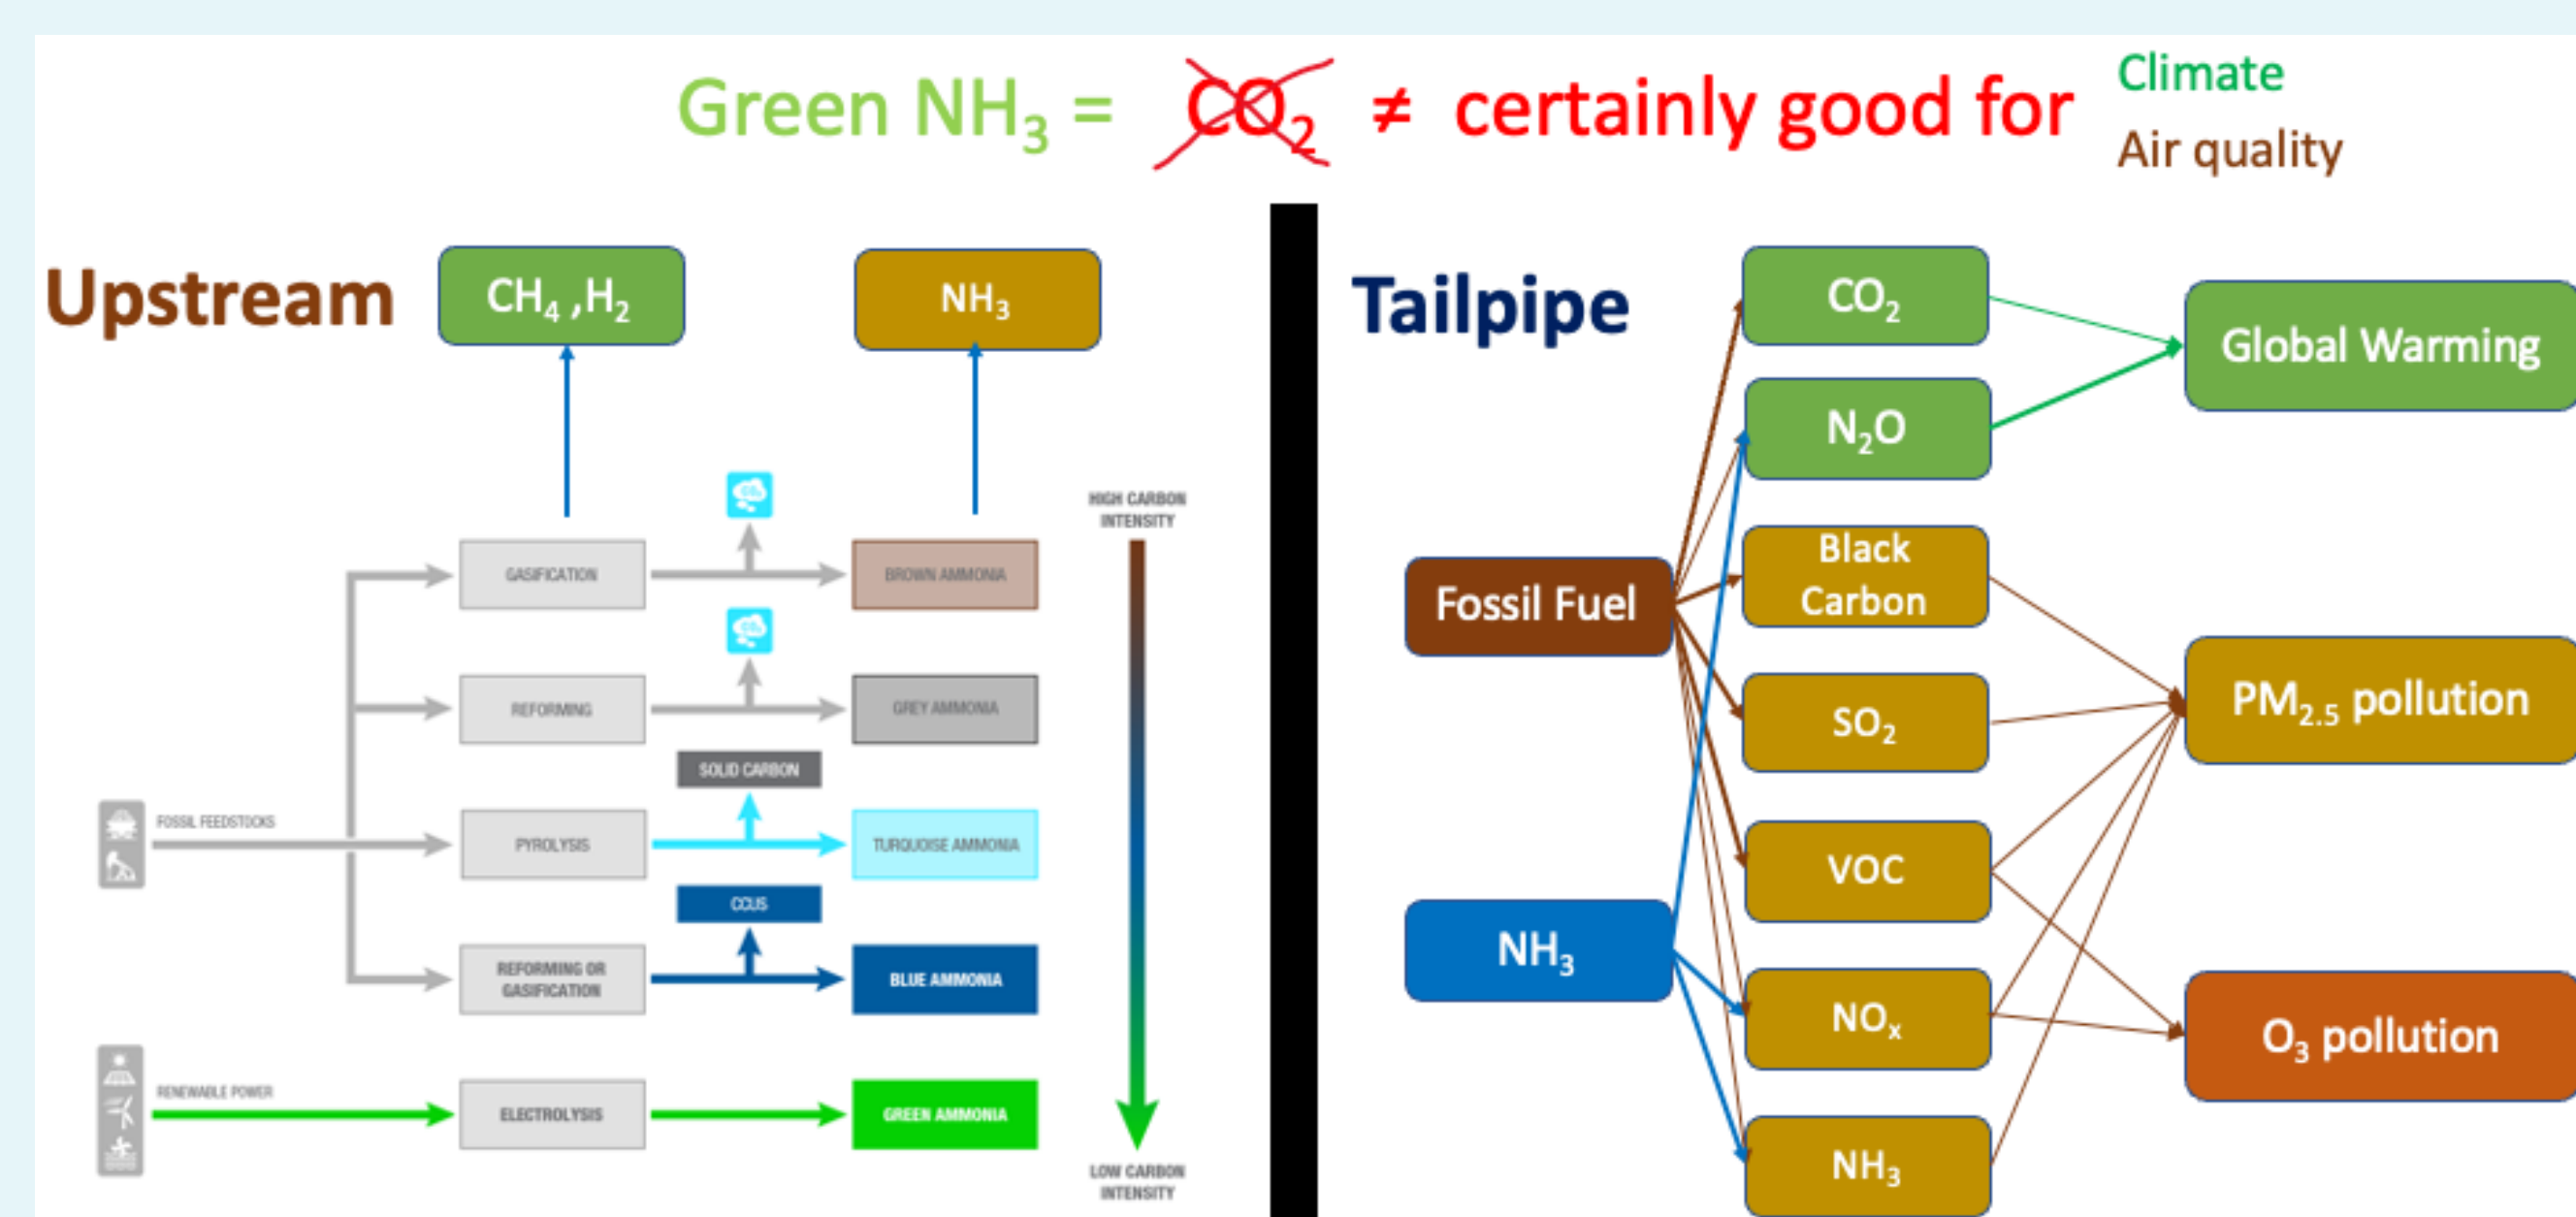 Green NH₃ = CO₂ ≠ certainly good for
Climate
Air quality
Upstream
CH₄ ,H₂
NH₃
CO₂
HIGH CARBON
INTENSITY
GASIFICATION
BROWN AMMONIA
CO₂
REFORMING
GREY AMMONIA
SOLID CARBON
FOSSIL FEEDSTOCKS
PYROLYSIS
TURQUOISE AMMONIA
CCUS
REFORMING OR
GASIFICATION
BLUE AMMONIA
RENEWABLE POWER
ELECTROLYSIS
GREEN AMMONIA
LOW CARBON
INTENSITY
Tailpipe
Fossil Fuel
NH₃
CO₂
N₂O
Black
Carbon
SO₂
VOC
NOₓ
NH₃
Global Warming
PM₂.₅ pollution
O₃ pollution